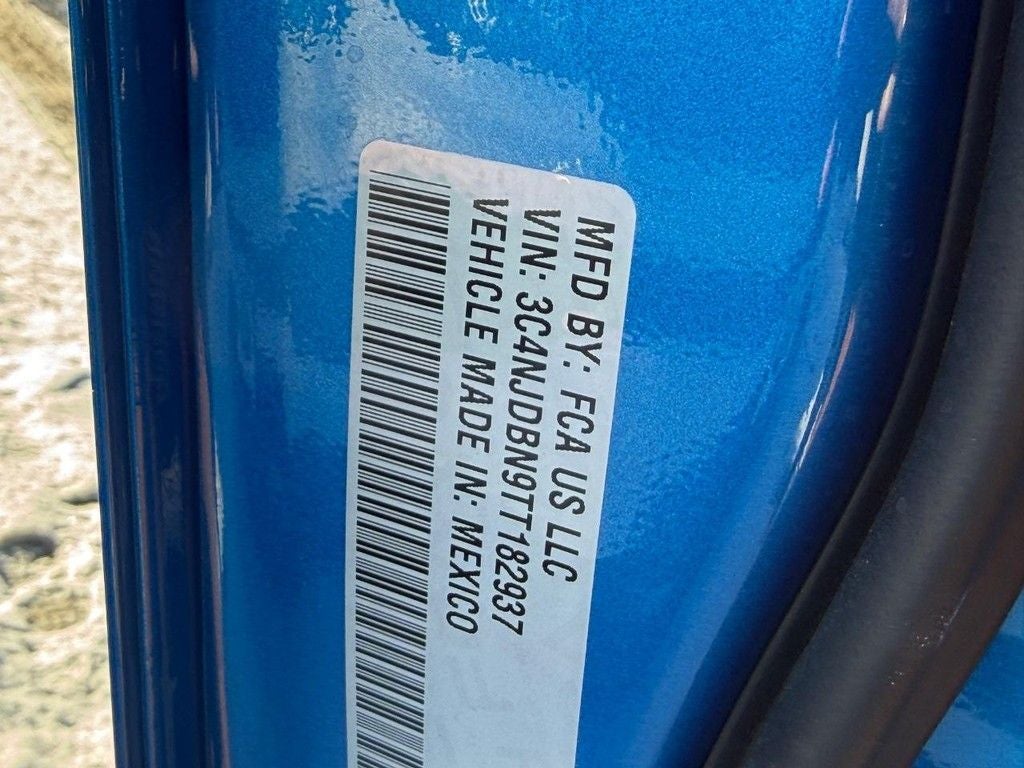 MFD BY: FCA US LLC
VIN: 3C4NJDBN9TT182937
VEHICLE MADE IN: MEXICO